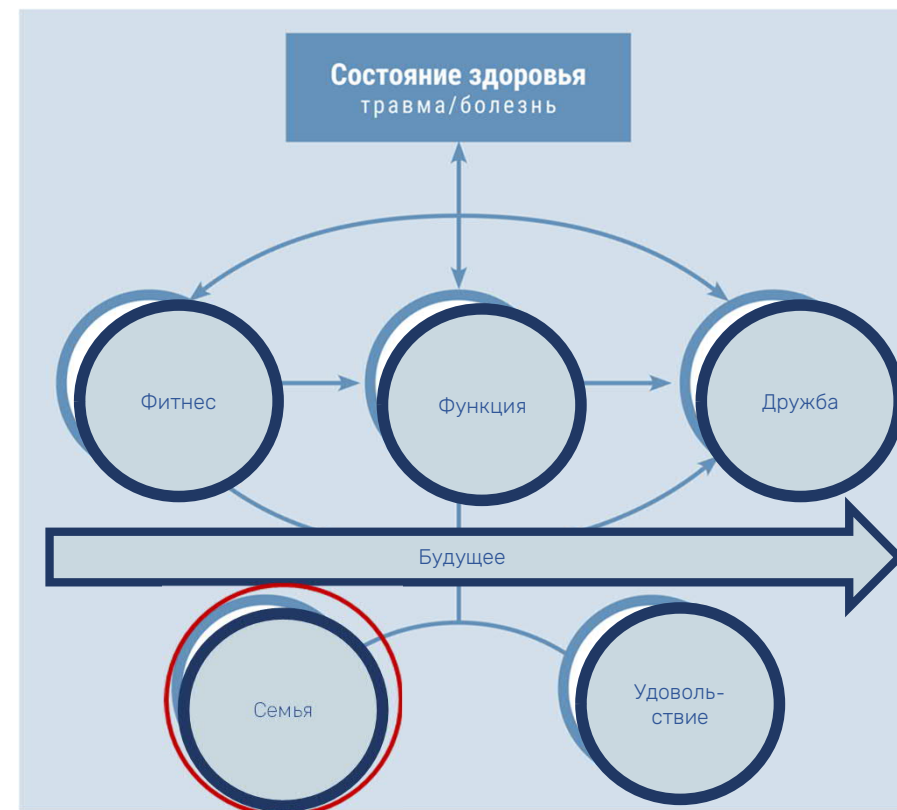 Состояние здоровья
травма/болезнь
Фитнес
Функция
Дружба
Будущее
Семья
Удоволь-
ствие